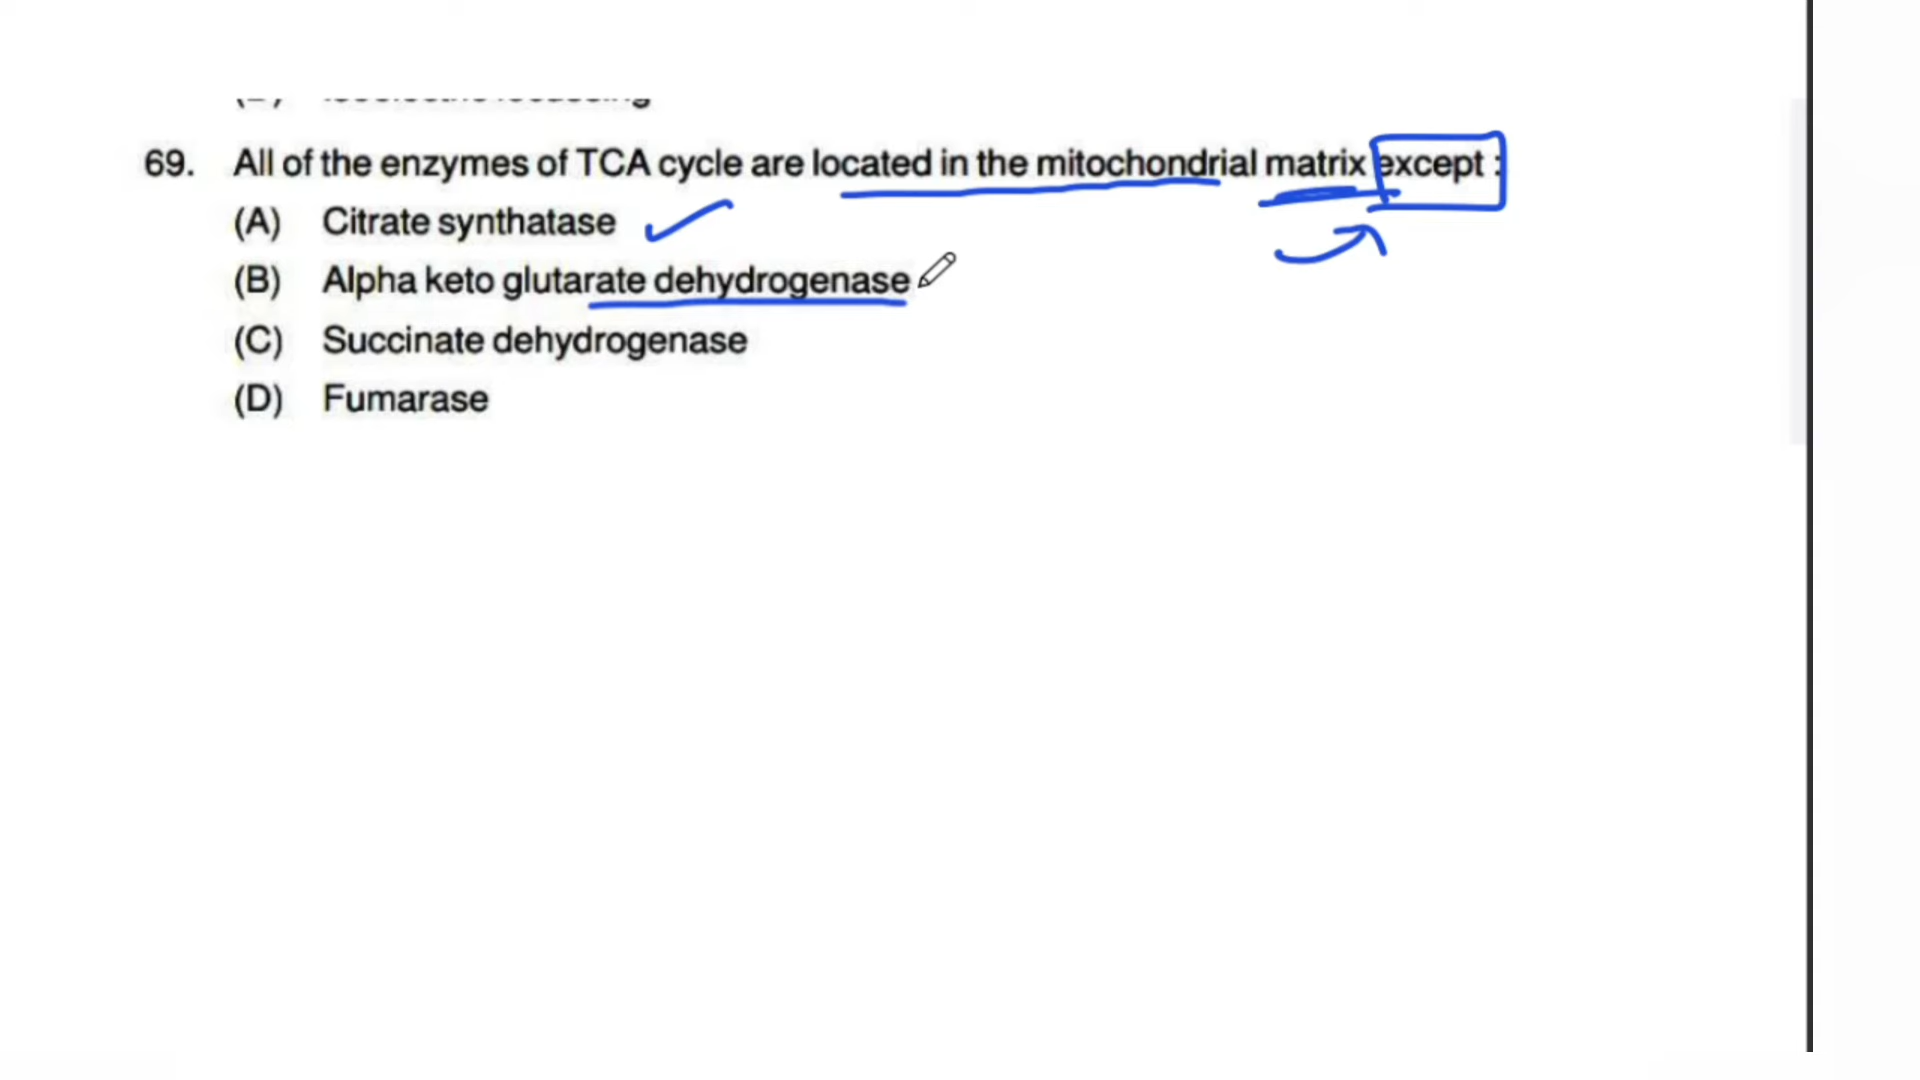 69. All of the enzymes of TCA cycle are located in the mitochondrial matrix except :
(A) Citrate synthatase
(B) Alpha keto glutarate dehydrogenase
(C) Succinate dehydrogenase
(D) Fumarase